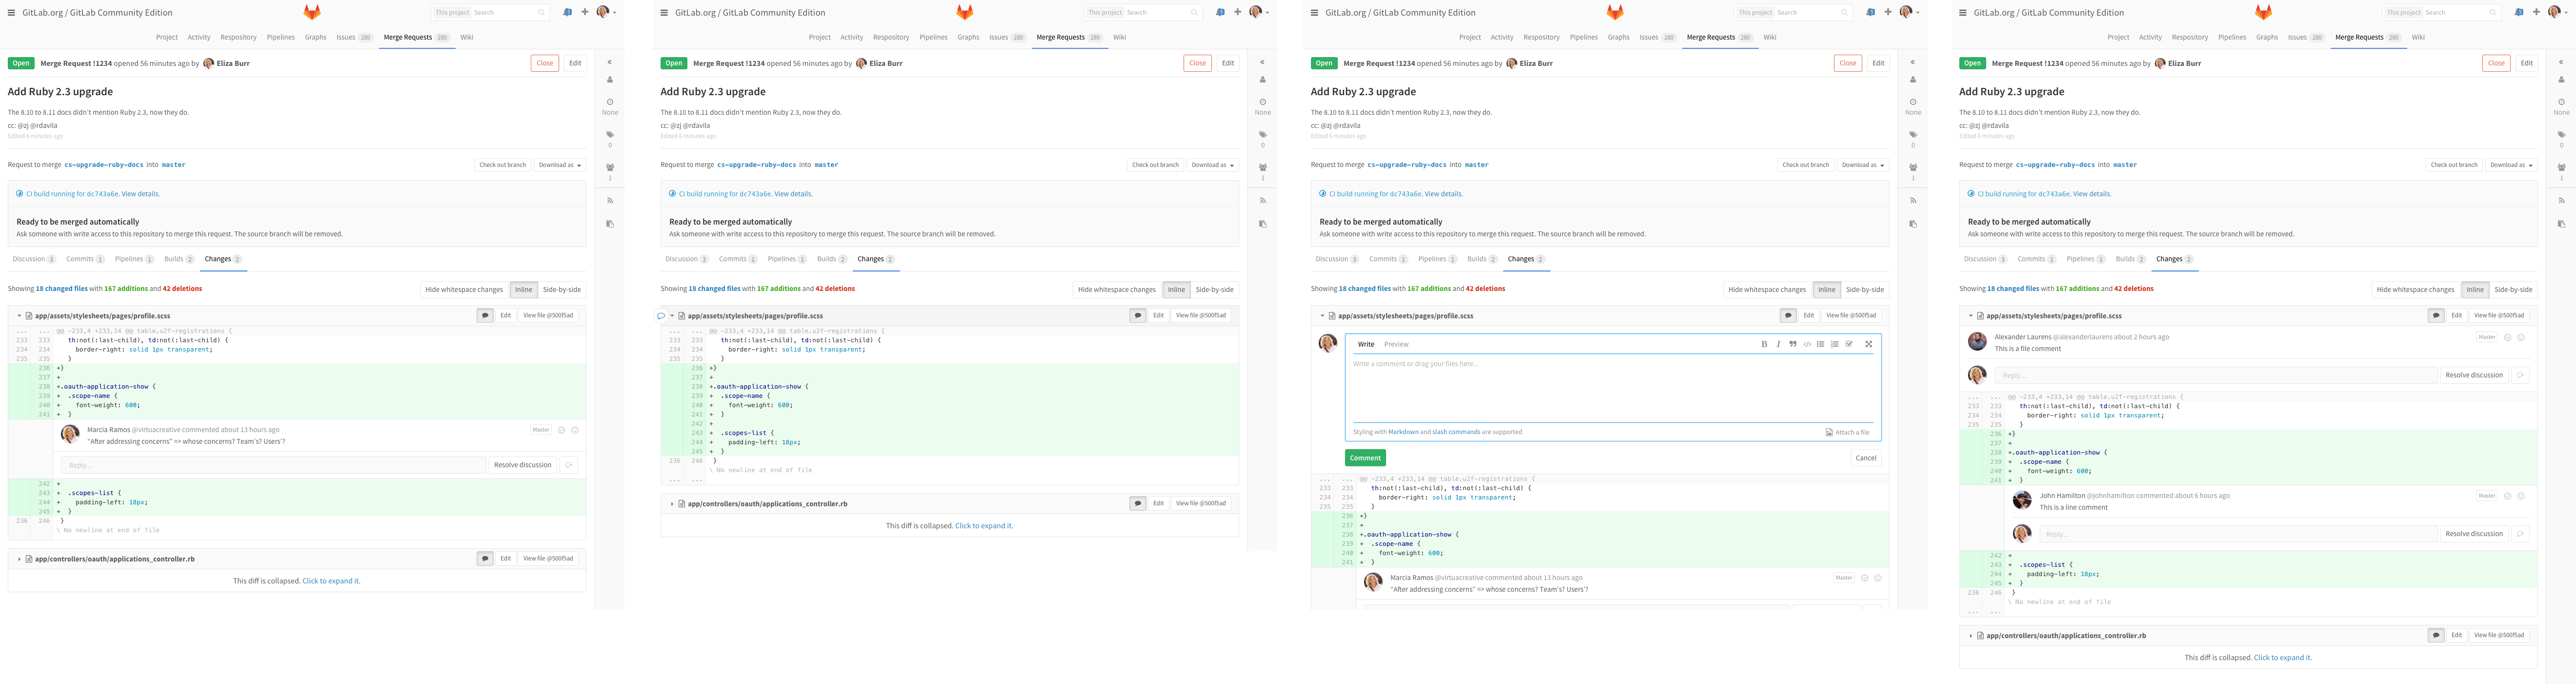 GitLab.org / GitLab Community Edition
This project Search
Project Activity Respository Pipelines Graphs Issues 280 Merge Requests 280 Wiki
Open Merge Request !1234 opened 56 minutes ago by Eliza Burr Close Edit
Add Ruby 2.3 upgrade
The 8.10 to 8.11 docs didn't mention Ruby 2.3, now they do.
None
cc: @zj @rdavila
Edited 6 minutes ago
0
Request to merge cs-upgrade-ruby-docs into master Check out branch Download as
1
CI build running for dc743a6e. View details.
Ready to be merged automatically
Ask someone with write access to this repository to merge this request. The source branch will be removed.
Discussion 3 Commits 1 Pipelines 1 Builds 2 Changes 2
Showing 18 changed files with 167 additions and 42 deletions Hide whitespace changes Inline Side-by-side
app/assets/stylesheets/pages/profile.scss Edit View file @500f5ad
... ... @@ -233,4 +233,14 @@ table.u2f-registrations {
233 233 th:not(:last-child), td:not(:last-child) {
234 234 border-right: solid 1px transparent;
235 235 }
236 +}
237 +
238 +.oauth-application-show {
239 + .scope-name {
240 + font-weight: 600;
241 + }
Marcia Ramos @virtuacreative commented about 13 hours ago Master
"After addressing concerns" => whose concerns? Team's? Users'?
Reply... Resolve discussion
242 +
243 + .scopes-list {
244 + padding-left: 18px;
245 + }
236 246 }
\ No newline at end of file
app/controllers/oauth/applications_controller.rb Edit View file @500f5ad
This diff is collapsed. Click to expand it.
GitLab.org / GitLab Community Edition
This project Search
Project Activity Respository Pipelines Graphs Issues 280 Merge Requests 280 Wiki
Open Merge Request !1234 opened 56 minutes ago by Eliza Burr Close Edit
Add Ruby 2.3 upgrade
The 8.10 to 8.11 docs didn't mention Ruby 2.3, now they do.
None
cc: @zj @rdavila
Edited 6 minutes ago
0
Request to merge cs-upgrade-ruby-docs into master Check out branch Download as
1
CI build running for dc743a6e. View details.
Ready to be merged automatically
Ask someone with write access to this repository to merge this request. The source branch will be removed.
Discussion 3 Commits 1 Pipelines 1 Builds 2 Changes 2
Showing 18 changed files with 167 additions and 42 deletions Hide whitespace changes Inline Side-by-side
app/assets/stylesheets/pages/profile.scss Edit View file @500f5ad
... ... @@ -233,4 +233,14 @@ table.u2f-registrations {
233 233 th:not(:last-child), td:not(:last-child) {
234 234 border-right: solid 1px transparent;
235 235 }
236 +}
237 +
238 +.oauth-application-show {
239 + .scope-name {
240 + font-weight: 600;
241 + }
242 +
243 + .scopes-list {
244 + padding-left: 18px;
245 + }
236 246 }
\ No newline at end of file
... ...
app/controllers/oauth/applications_controller.rb Edit View file @500f5ad
This diff is collapsed. Click to expand it.
GitLab.org / GitLab Community Edition
This project Search
Project Activity Respository Pipelines Graphs Issues 280 Merge Requests 280 Wiki
Open Merge Request !1234 opened 56 minutes ago by Eliza Burr Close Edit
Add Ruby 2.3 upgrade
The 8.10 to 8.11 docs didn't mention Ruby 2.3, now they do.
None
cc: @zj @rdavila
Edited 6 minutes ago
0
Request to merge cs-upgrade-ruby-docs into master Check out branch Download as
1
CI build running for dc743a6e. View details.
Ready to be merged automatically
Ask someone with write access to this repository to merge this request. The source branch will be removed.
Discussion 3 Commits 1 Pipelines 1 Builds 2 Changes 2
Showing 18 changed files with 167 additions and 42 deletions Hide whitespace changes Inline Side-by-side
app/assets/stylesheets/pages/profile.scss Edit View file @500f5ad
Write Preview B I
Write a comment or drag your files here...
Styling with Markdown and slash commands are supported Attach a file
Comment Cancel
... ... @@ -233,4 +233,14 @@ table.u2f-registrations {
233 233 th:not(:last-child), td:not(:last-child) {
234 234 border-right: solid 1px transparent;
235 235 }
236 +}
237 +
238 +.oauth-application-show {
239 + .scope-name {
240 + font-weight: 600;
241 + }
Marcia Ramos @virtuacreative commented about 13 hours ago Master
"After addressing concerns" => whose concerns? Team's? Users'?
GitLab.org / GitLab Community Edition
This project Search
Project Activity Respository Pipelines Graphs Issues 280 Merge Requests 280 Wiki
Open Merge Request !1234 opened 56 minutes ago by Eliza Burr Close Edit
Add Ruby 2.3 upgrade
The 8.10 to 8.11 docs didn't mention Ruby 2.3, now they do.
None
cc: @zj @rdavila
Edited 6 minutes ago
0
Request to merge cs-upgrade-ruby-docs into master Check out branch Download as
1
CI build running for dc743a6e. View details.
Ready to be merged automatically
Ask someone with write access to this repository to merge this request. The source branch will be removed.
Discussion 3 Commits 1 Pipelines 1 Builds 2 Changes 2
Showing 18 changed files with 167 additions and 42 deletions Hide whitespace changes Inline Side-by-side
app/assets/stylesheets/pages/profile.scss Edit View file @500f5ad
Alexander Laurens @alexanderlaurens about 2 hours ago Master
This is a file comment
Reply... Resolve discussion
... ... @@ -233,4 +233,14 @@ table.u2f-registrations {
233 233 th:not(:last-child), td:not(:last-child) {
234 234 border-right: solid 1px transparent;
235 235 }
236 +}
237 +
238 +.oauth-application-show {
239 + .scope-name {
240 + font-weight: 600;
241 + }
John Hamilton @johnhamilton commented about 6 hours ago Master
This is a line comment
Reply... Resolve discussion
242 +
243 + .scopes-list {
244 + padding-left: 18px;
245 + }
236 246 }
\ No newline at end of file
... ...
app/controllers/oauth/applications_controller.rb Edit View file @500f5ad
This diff is collapsed. Click to expand it.